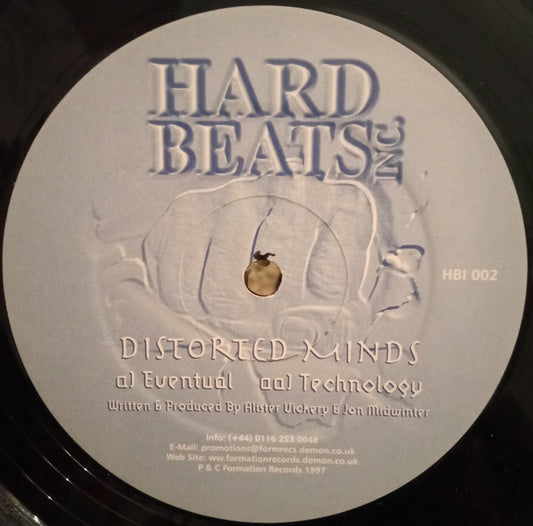 HARD
BEATS INC.
HBI 002
DISTORTED MINDS
a) Eventual aa) Technology
Written & Produced By Alister Vickery & Jon Midwinter
Info: (+44) 0116 253 0048
E-Mail: promotions@formrecs.demon.co.uk
Web Site: ww.formationrecords.demon.co.uk
P & C Formation Records 1997